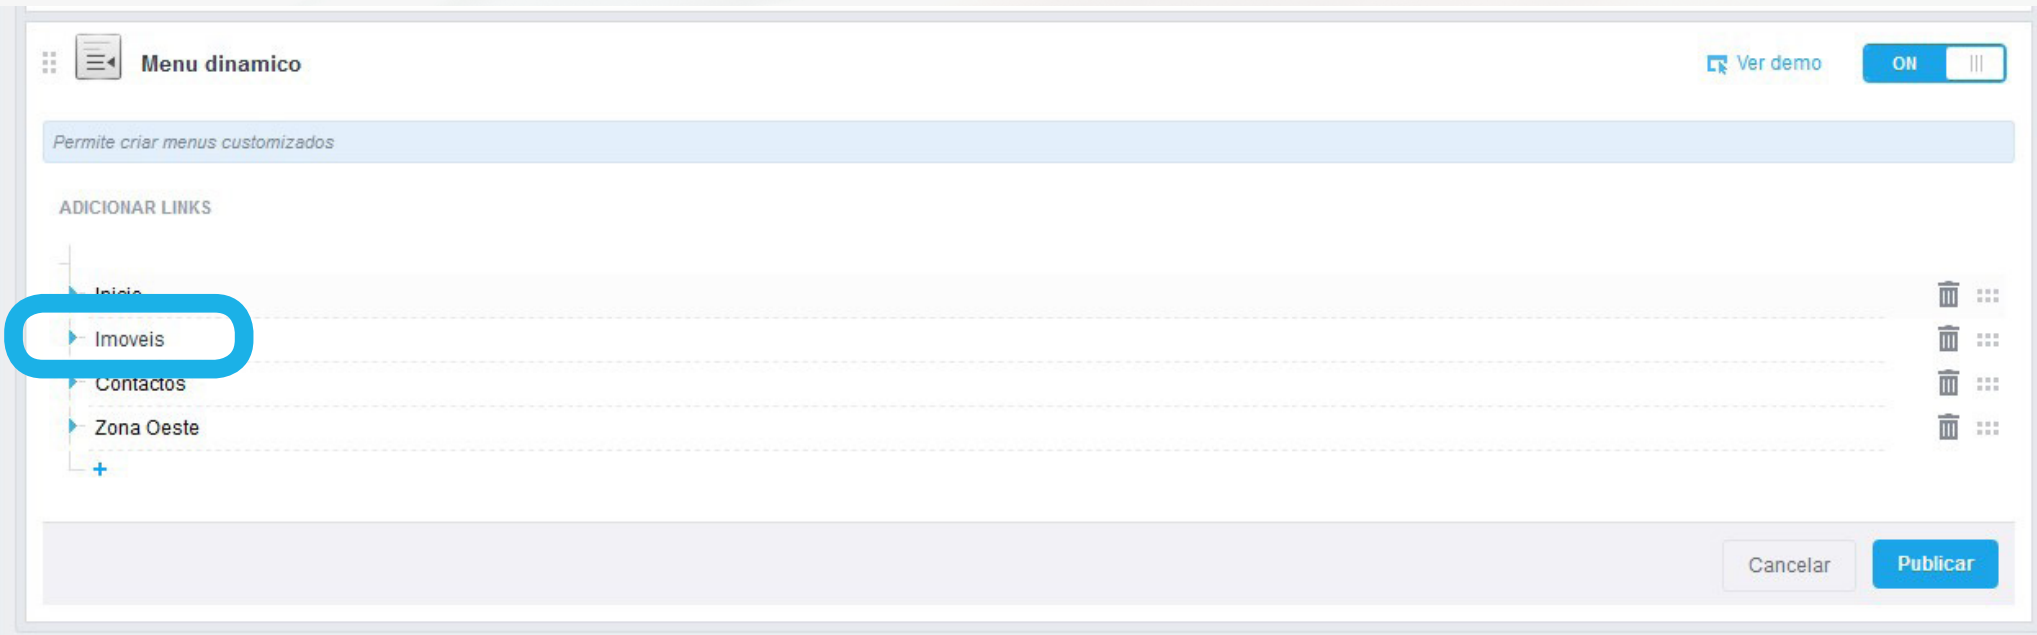 Menu dinamico
Ver demo
ON
Permite criar menus customizados
ADICIONAR LINKS
Inicio
Imoveis
Contactos
Zona Oeste
+
Cancelar
Publicar